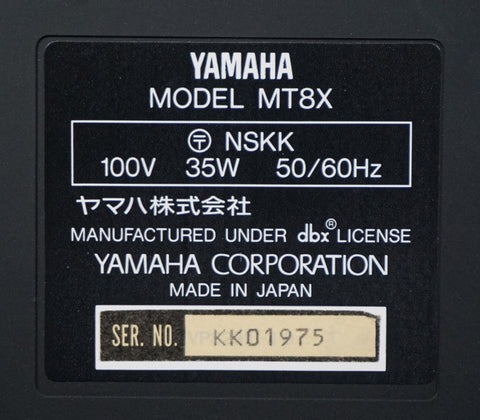 YAMAHA
MODEL MT8X
〶 NSKK
100V 35W 50/60Hz
ヤマハ株式会社
MANUFACTURED UNDER dbx® LICENSE
YAMAHA CORPORATION
MADE IN JAPAN
SER. NO. KK01975